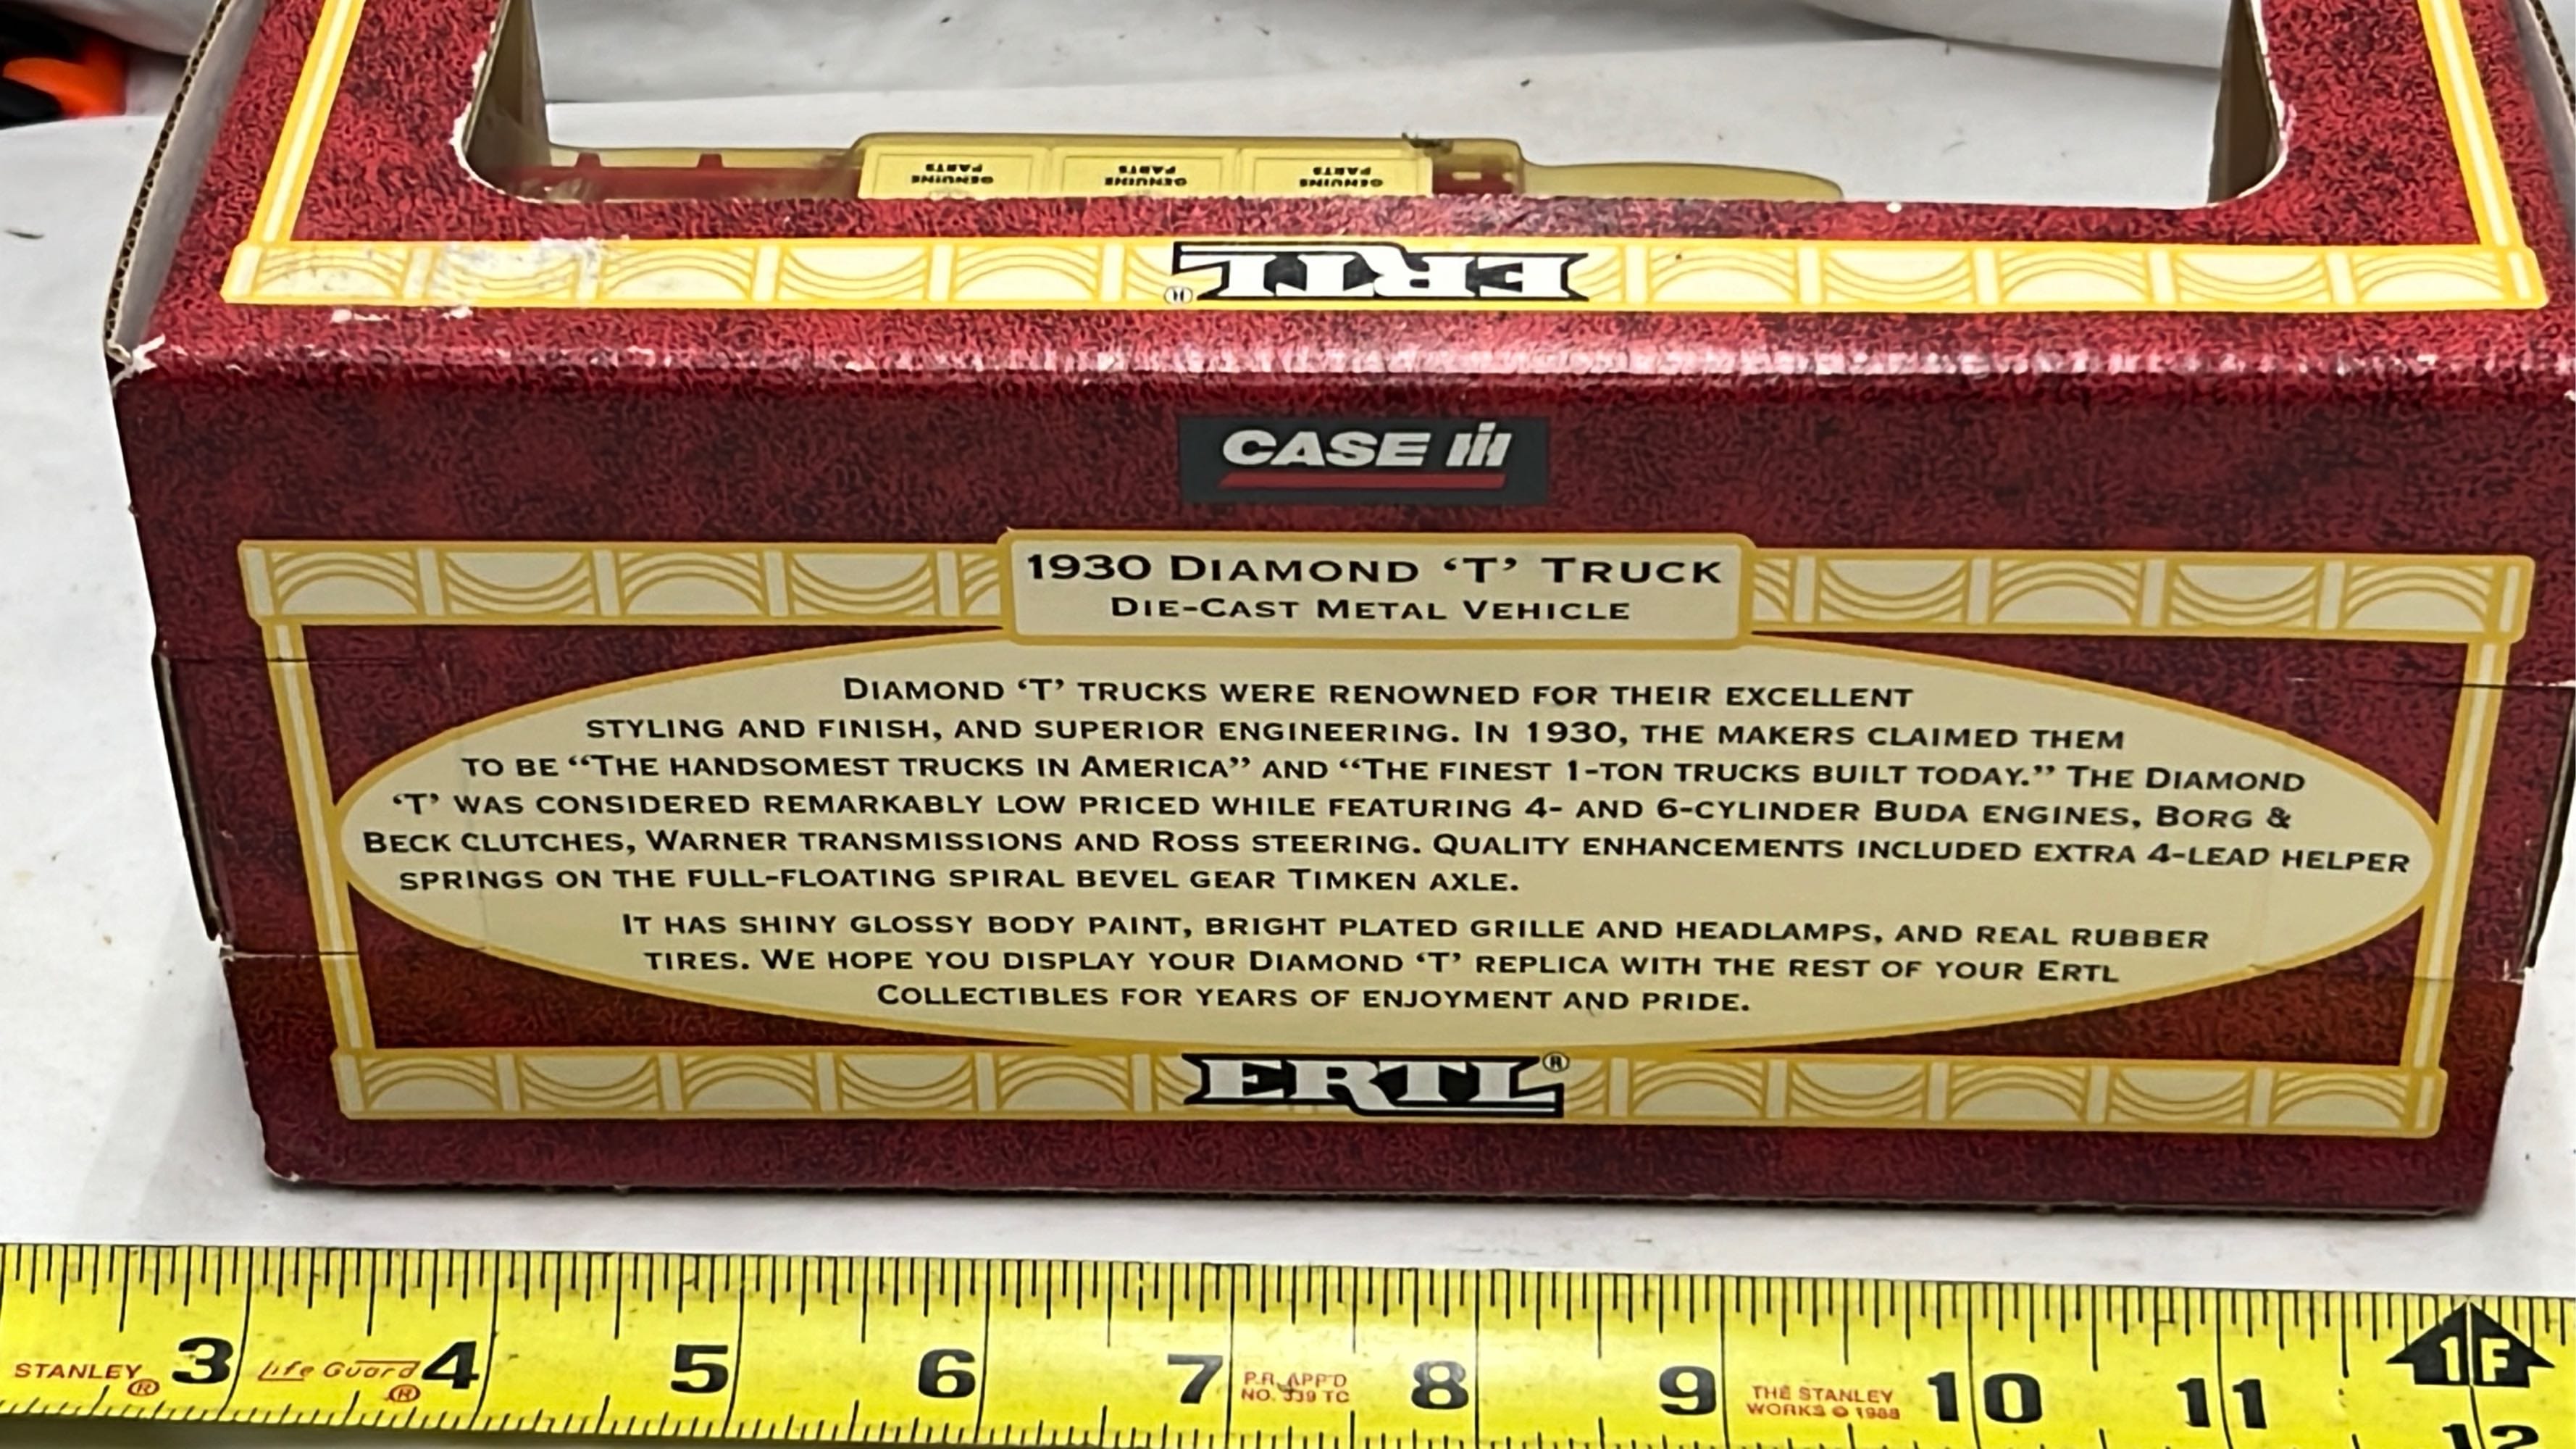 GENUINE PARTS GENUINE PARTS GENUINE PARTS
ERTL®
CASE IH
1930 DIAMOND ‘T’ TRUCK
DIE-CAST METAL VEHICLE
DIAMOND ‘T’ TRUCKS WERE RENOWNED FOR THEIR EXCELLENT
STYLING AND FINISH, AND SUPERIOR ENGINEERING. IN 1930, THE MAKERS CLAIMED THEM
TO BE “THE HANDSOMEST TRUCKS IN AMERICA” AND “THE FINEST 1-TON TRUCKS BUILT TODAY.” THE DIAMOND
‘T’ WAS CONSIDERED REMARKABLY LOW PRICED WHILE FEATURING 4- AND 6-CYLINDER BUDA ENGINES, BORG &
BECK CLUTCHES, WARNER TRANSMISSIONS AND ROSS STEERING. QUALITY ENHANCEMENTS INCLUDED EXTRA 4-LEAD HELPER
SPRINGS ON THE FULL-FLOATING SPIRAL BEVEL GEAR TIMKEN AXLE.
IT HAS SHINY GLOSSY BODY PAINT, BRIGHT PLATED GRILLE AND HEADLAMPS, AND REAL RUBBER
TIRES. WE HOPE YOU DISPLAY YOUR DIAMOND ‘T’ REPLICA WITH THE REST OF YOUR ERTL
COLLECTIBLES FOR YEARS OF ENJOYMENT AND PRIDE.
ERTL®
STANLEY® 3 Life Guard® 4 5 6 7 P.R. APP'D NO. 339 TC 8 9 THE STANLEY WORKS © 1988 10 11 1F
12